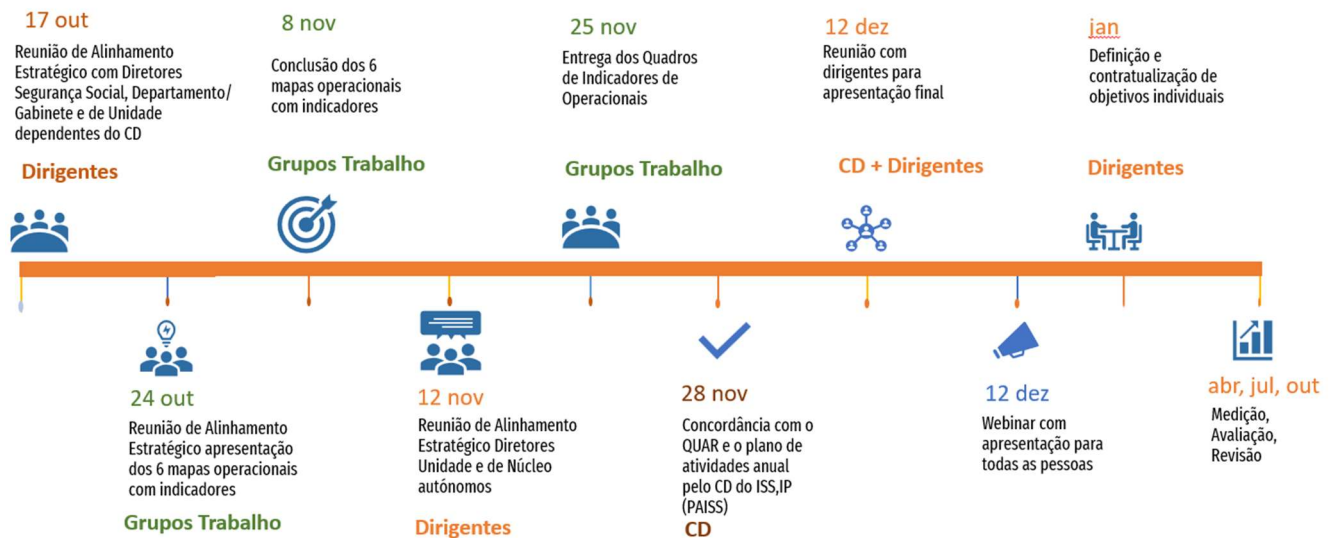 17 out
Reunião de Alinhamento
Estratégico com Diretores
Segurança Social, Departamento/
Gabinete e de Unidade
dependentes do CD
Dirigentes
8 nov
Conclusão dos 6
mapas operacionais
com indicadores
Grupos Trabalho
25 nov
Entrega dos Quadros
de Indicadores de
Operacionais
Grupos Trabalho
12 dez
Reunião com
dirigentes para
apresentação final
CD + Dirigentes
jan
Definição e
contratualização de
objetivos individuais
Dirigentes
24 out
Reunião de Alinhamento
Estratégico apresentação
dos 6 mapas operacionais
com indicadores
Grupos Trabalho
12 nov
Reunião de Alinhamento
Estratégico Diretores
Unidade e de Núcleo
autónomos
Dirigentes
28 nov
Concordância com o
QUAR e o plano de
atividades anual
pelo CD do ISS,IP
(PAISS)
CD
12 dez
Webinar com
apresentação para
todas as pessoas
abr, jul, out
Medição,
Avaliação,
Revisão